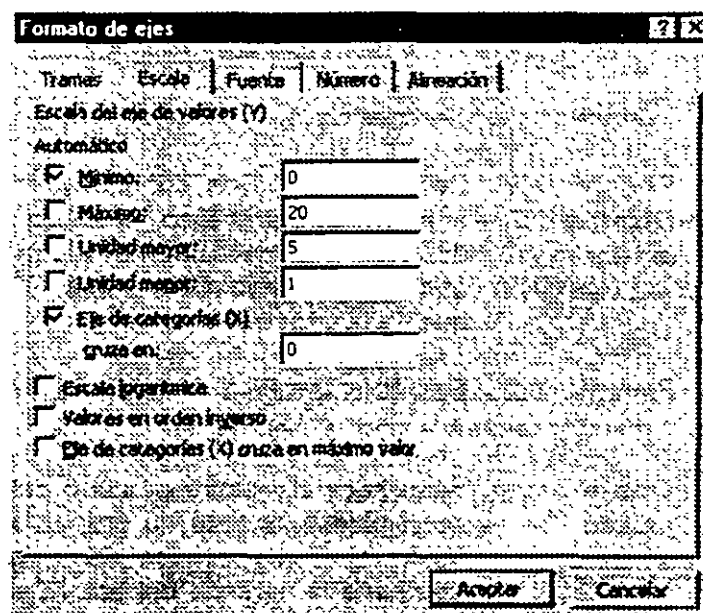 Formato de ejes
Tramas Escala Fuente Número Alineación
Escala del eje de valores (Y)
Automático
Mínimo: 0
Máximo: 20
Unidad mayor: 5
Unidad menor: 1
Eje de categorías (X)
cruza en: 0
Escala logarítmica
Valores en orden inverso
Eje de categorías (X) cruza en máximo valor
Aceptar Cancelar